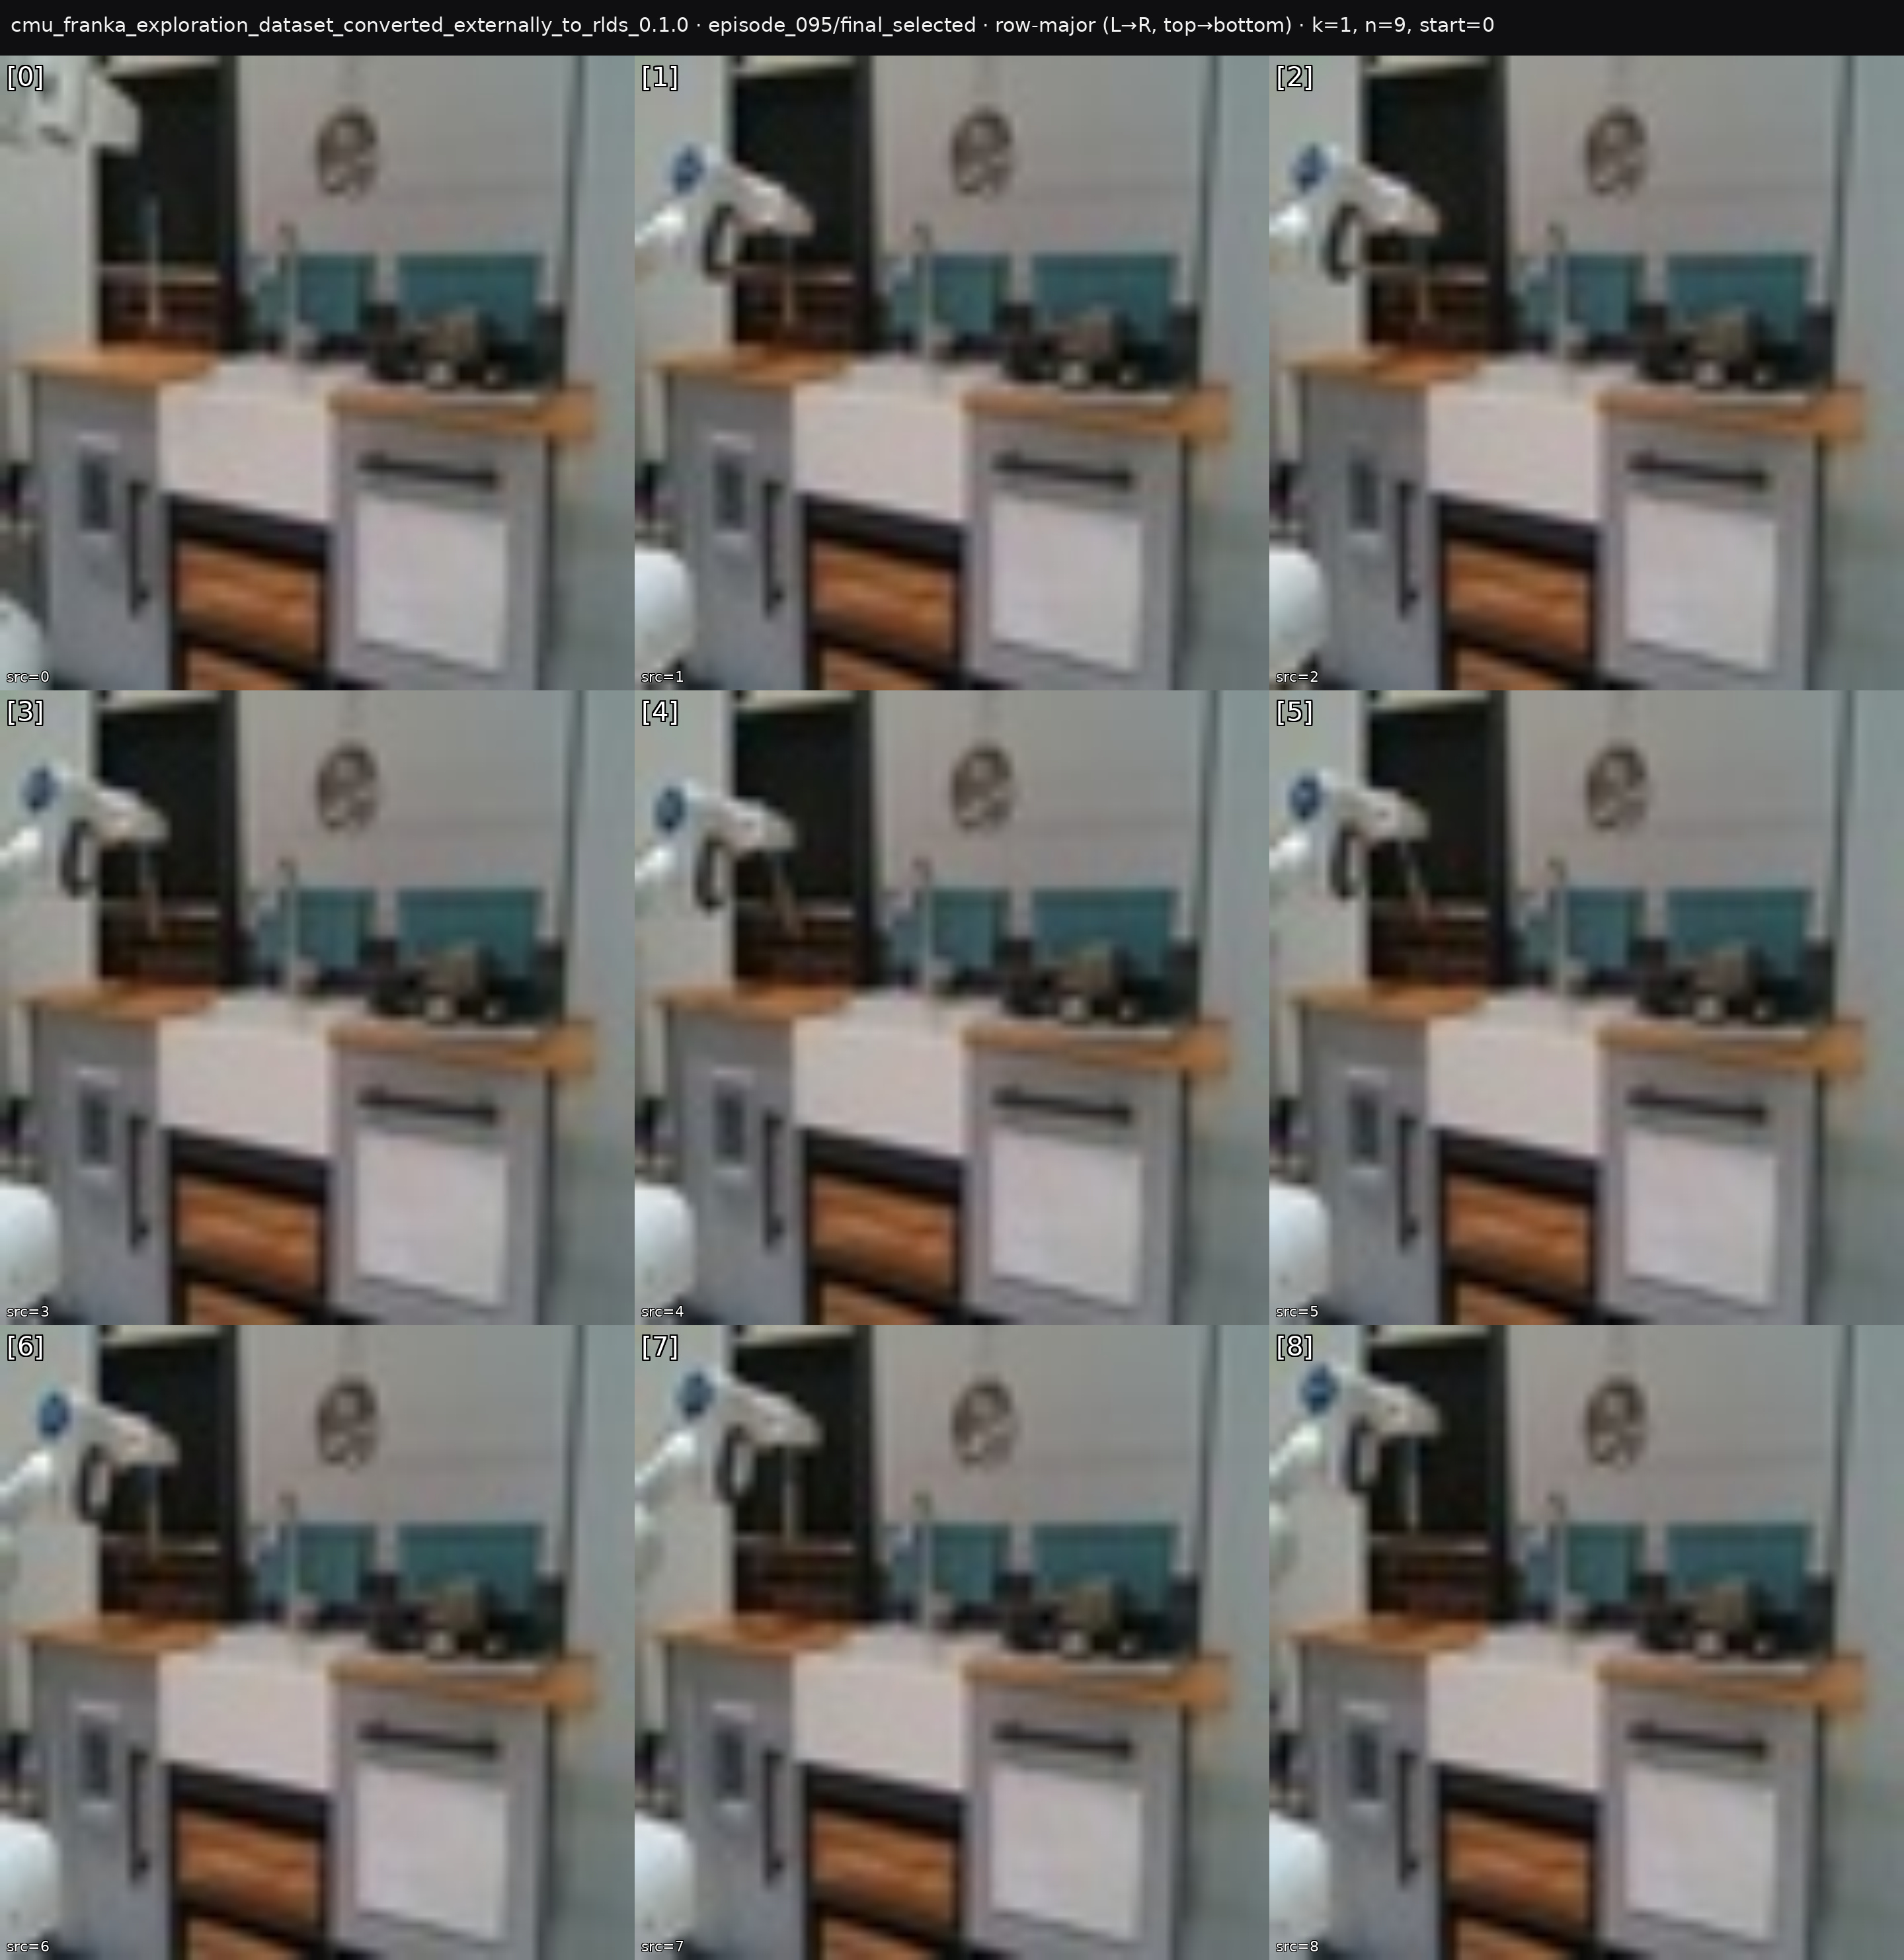 cmu_franka_exploration_dataset_converted_externally_to_rlds_0.1.0 · episode_095/final_selected · row-major (L→R, top→bottom) · k=1, n=9, start=0
[0] [1] [2]
src=0 src=1 src=2
[3] [4] [5]
src=3 src=4 src=5
[6] [7] [8]
src=6 src=7 src=8